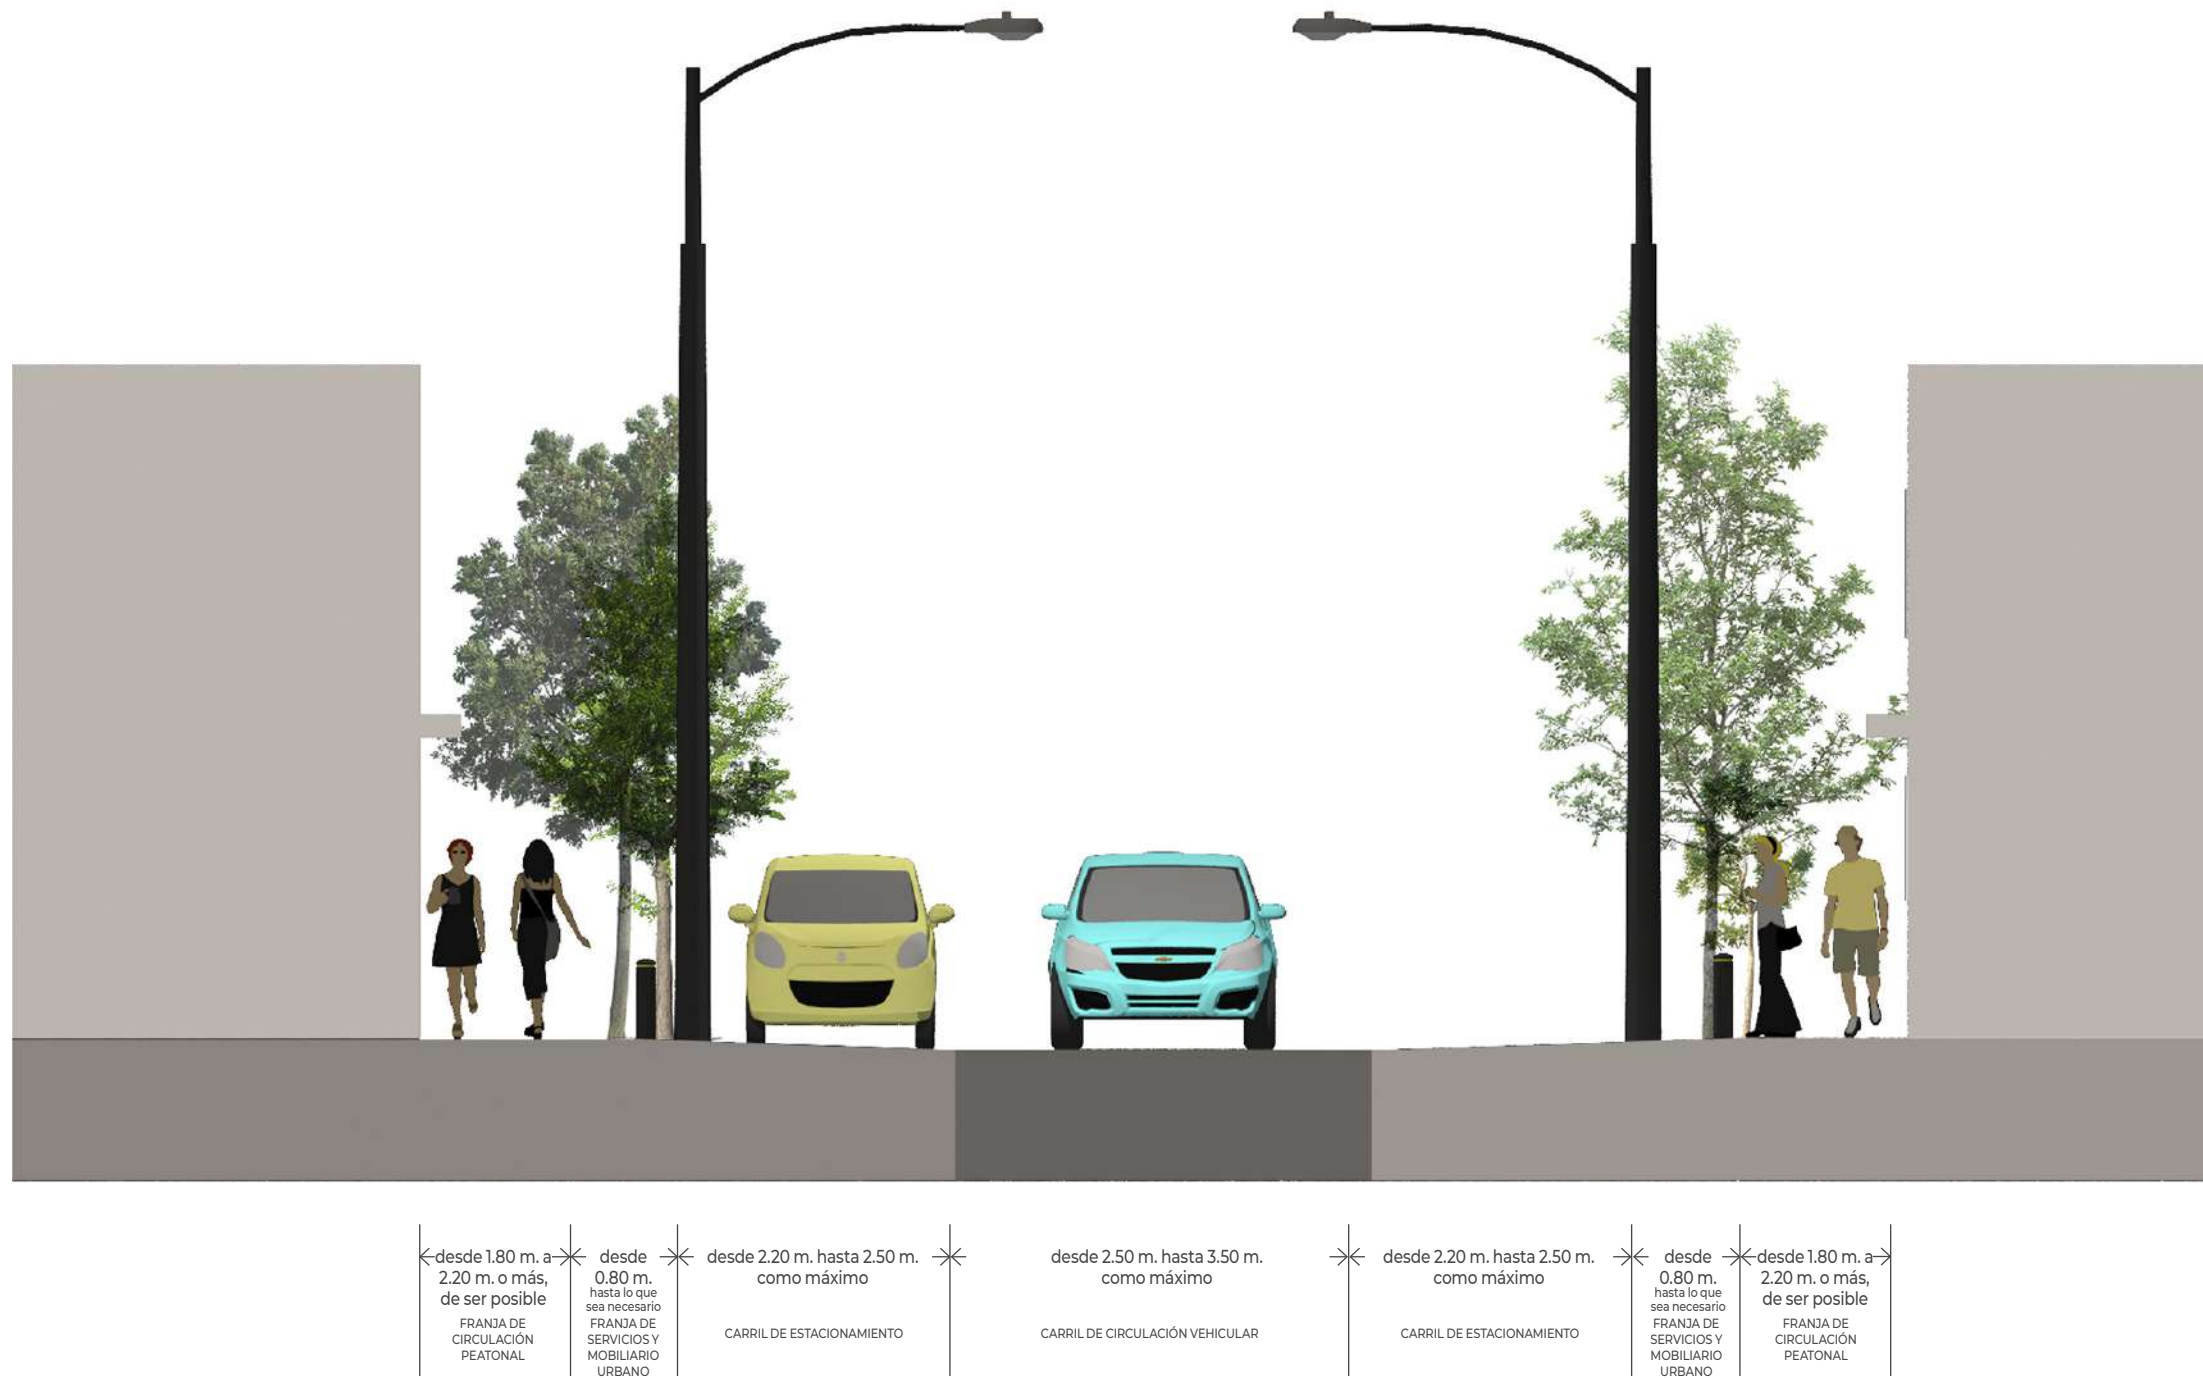 desde 1.80 m. a
2.20 m. o más,
de ser posible
FRANJA DE
CIRCULACIÓN
PEATONAL
desde
0.80 m.
hasta lo que
sea necesario
FRANJA DE
SERVICIOS Y
MOBILIARIO
URBANO
desde 2.20 m. hasta 2.50 m.
como máximo
CARRIL DE ESTACIONAMIENTO
desde 2.50 m. hasta 3.50 m.
como máximo
CARRIL DE CIRCULACIÓN VEHICULAR
desde 2.20 m. hasta 2.50 m.
como máximo
CARRIL DE ESTACIONAMIENTO
desde
0.80 m.
hasta lo que
sea necesario
FRANJA DE
SERVICIOS Y
MOBILIARIO
URBANO
desde 1.80 m. a
2.20 m. o más,
de ser posible
FRANJA DE
CIRCULACIÓN
PEATONAL